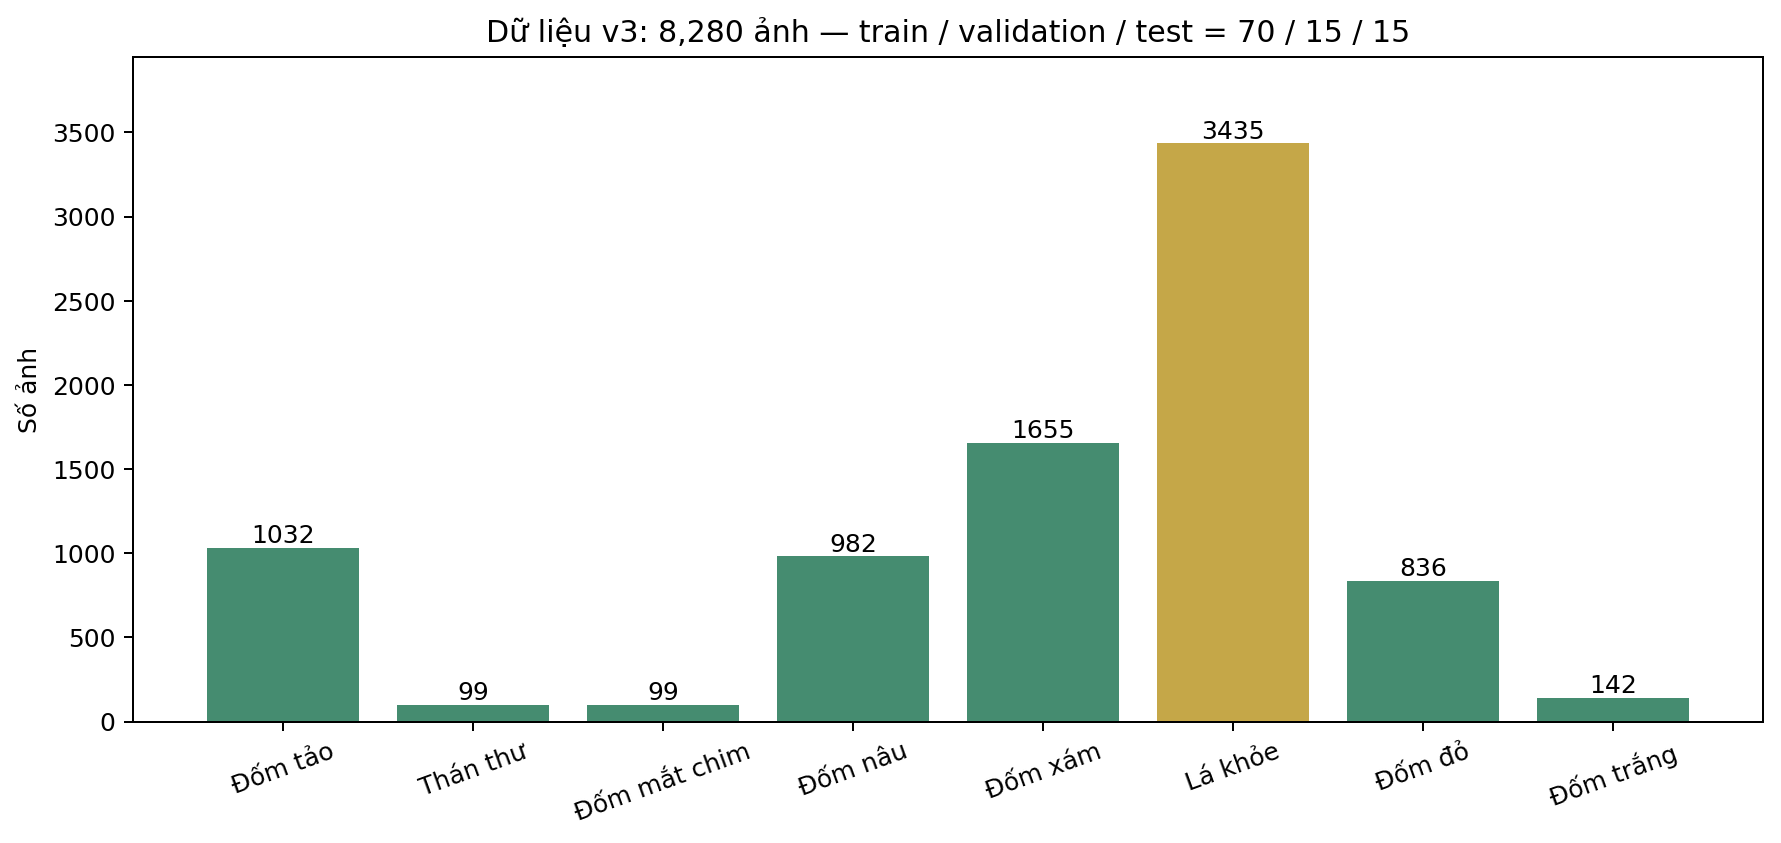 Dữ liệu v3: 8,280 ảnh — train / validation / test = 70 / 15 / 15
Số ảnh
3500
3000
2500
2000
1500
1000
500
0
1032
99
99
982
1655
3435
836
142
Đốm tảo
Thán thư
Đốm mắt chim
Đốm nâu
Đốm xám
Lá khỏe
Đốm đỏ
Đốm trắng